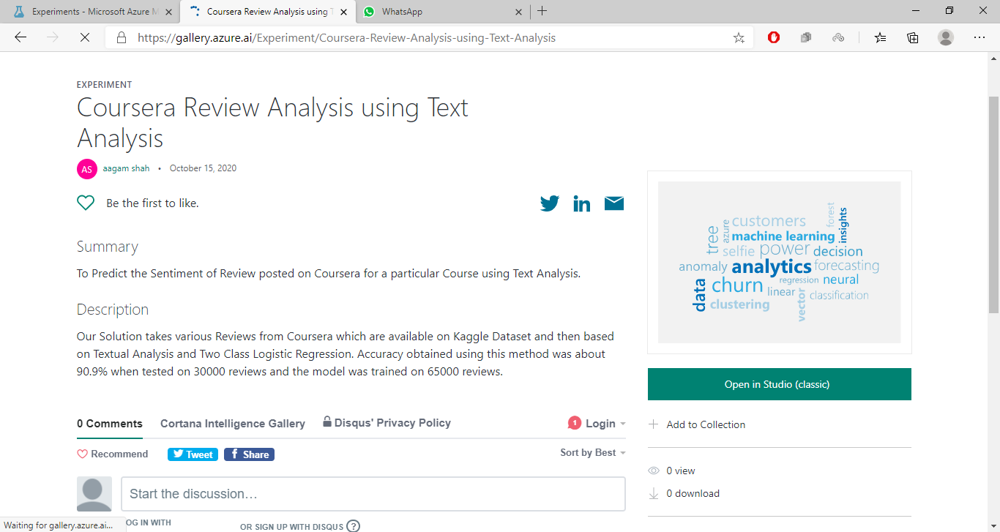 Experiments - Microsoft Azure M
Coursera Review Analysis using T
WhatsApp
https://gallery.azure.ai/Experiment/Coursera-Review-Analysis-using-Text-Analysis
EXPERIMENT
Coursera Review Analysis using Text
Analysis
AS aagam shah • October 15, 2020
Be the first to like.
Summary
To Predict the Sentiment of Review posted on Coursera for a particular Course using Text Analysis.
Description
Our Solution takes various Reviews from Coursera which are available on Kaggle Dataset and then based
on Textual Analysis and Two Class Logistic Regression. Accuracy obtained using this method was about
90.9% when tested on 30000 reviews and the model was trained on 65000 reviews.
0 Comments Cortana Intelligence Gallery Disqus' Privacy Policy 1 Login
Recommend Tweet f Share Sort by Best
Start the discussion…
OG IN WITH OR SIGN UP WITH DISQUS ?
Waiting for gallery.azure.ai...
customers
forest
insights
tree
azure
machine learning
selfie power decision
anomaly analytics forecasting
regression neural
data churn linear
vector classification
clustering
Open in Studio (classic)
Add to Collection
0 view
0 download